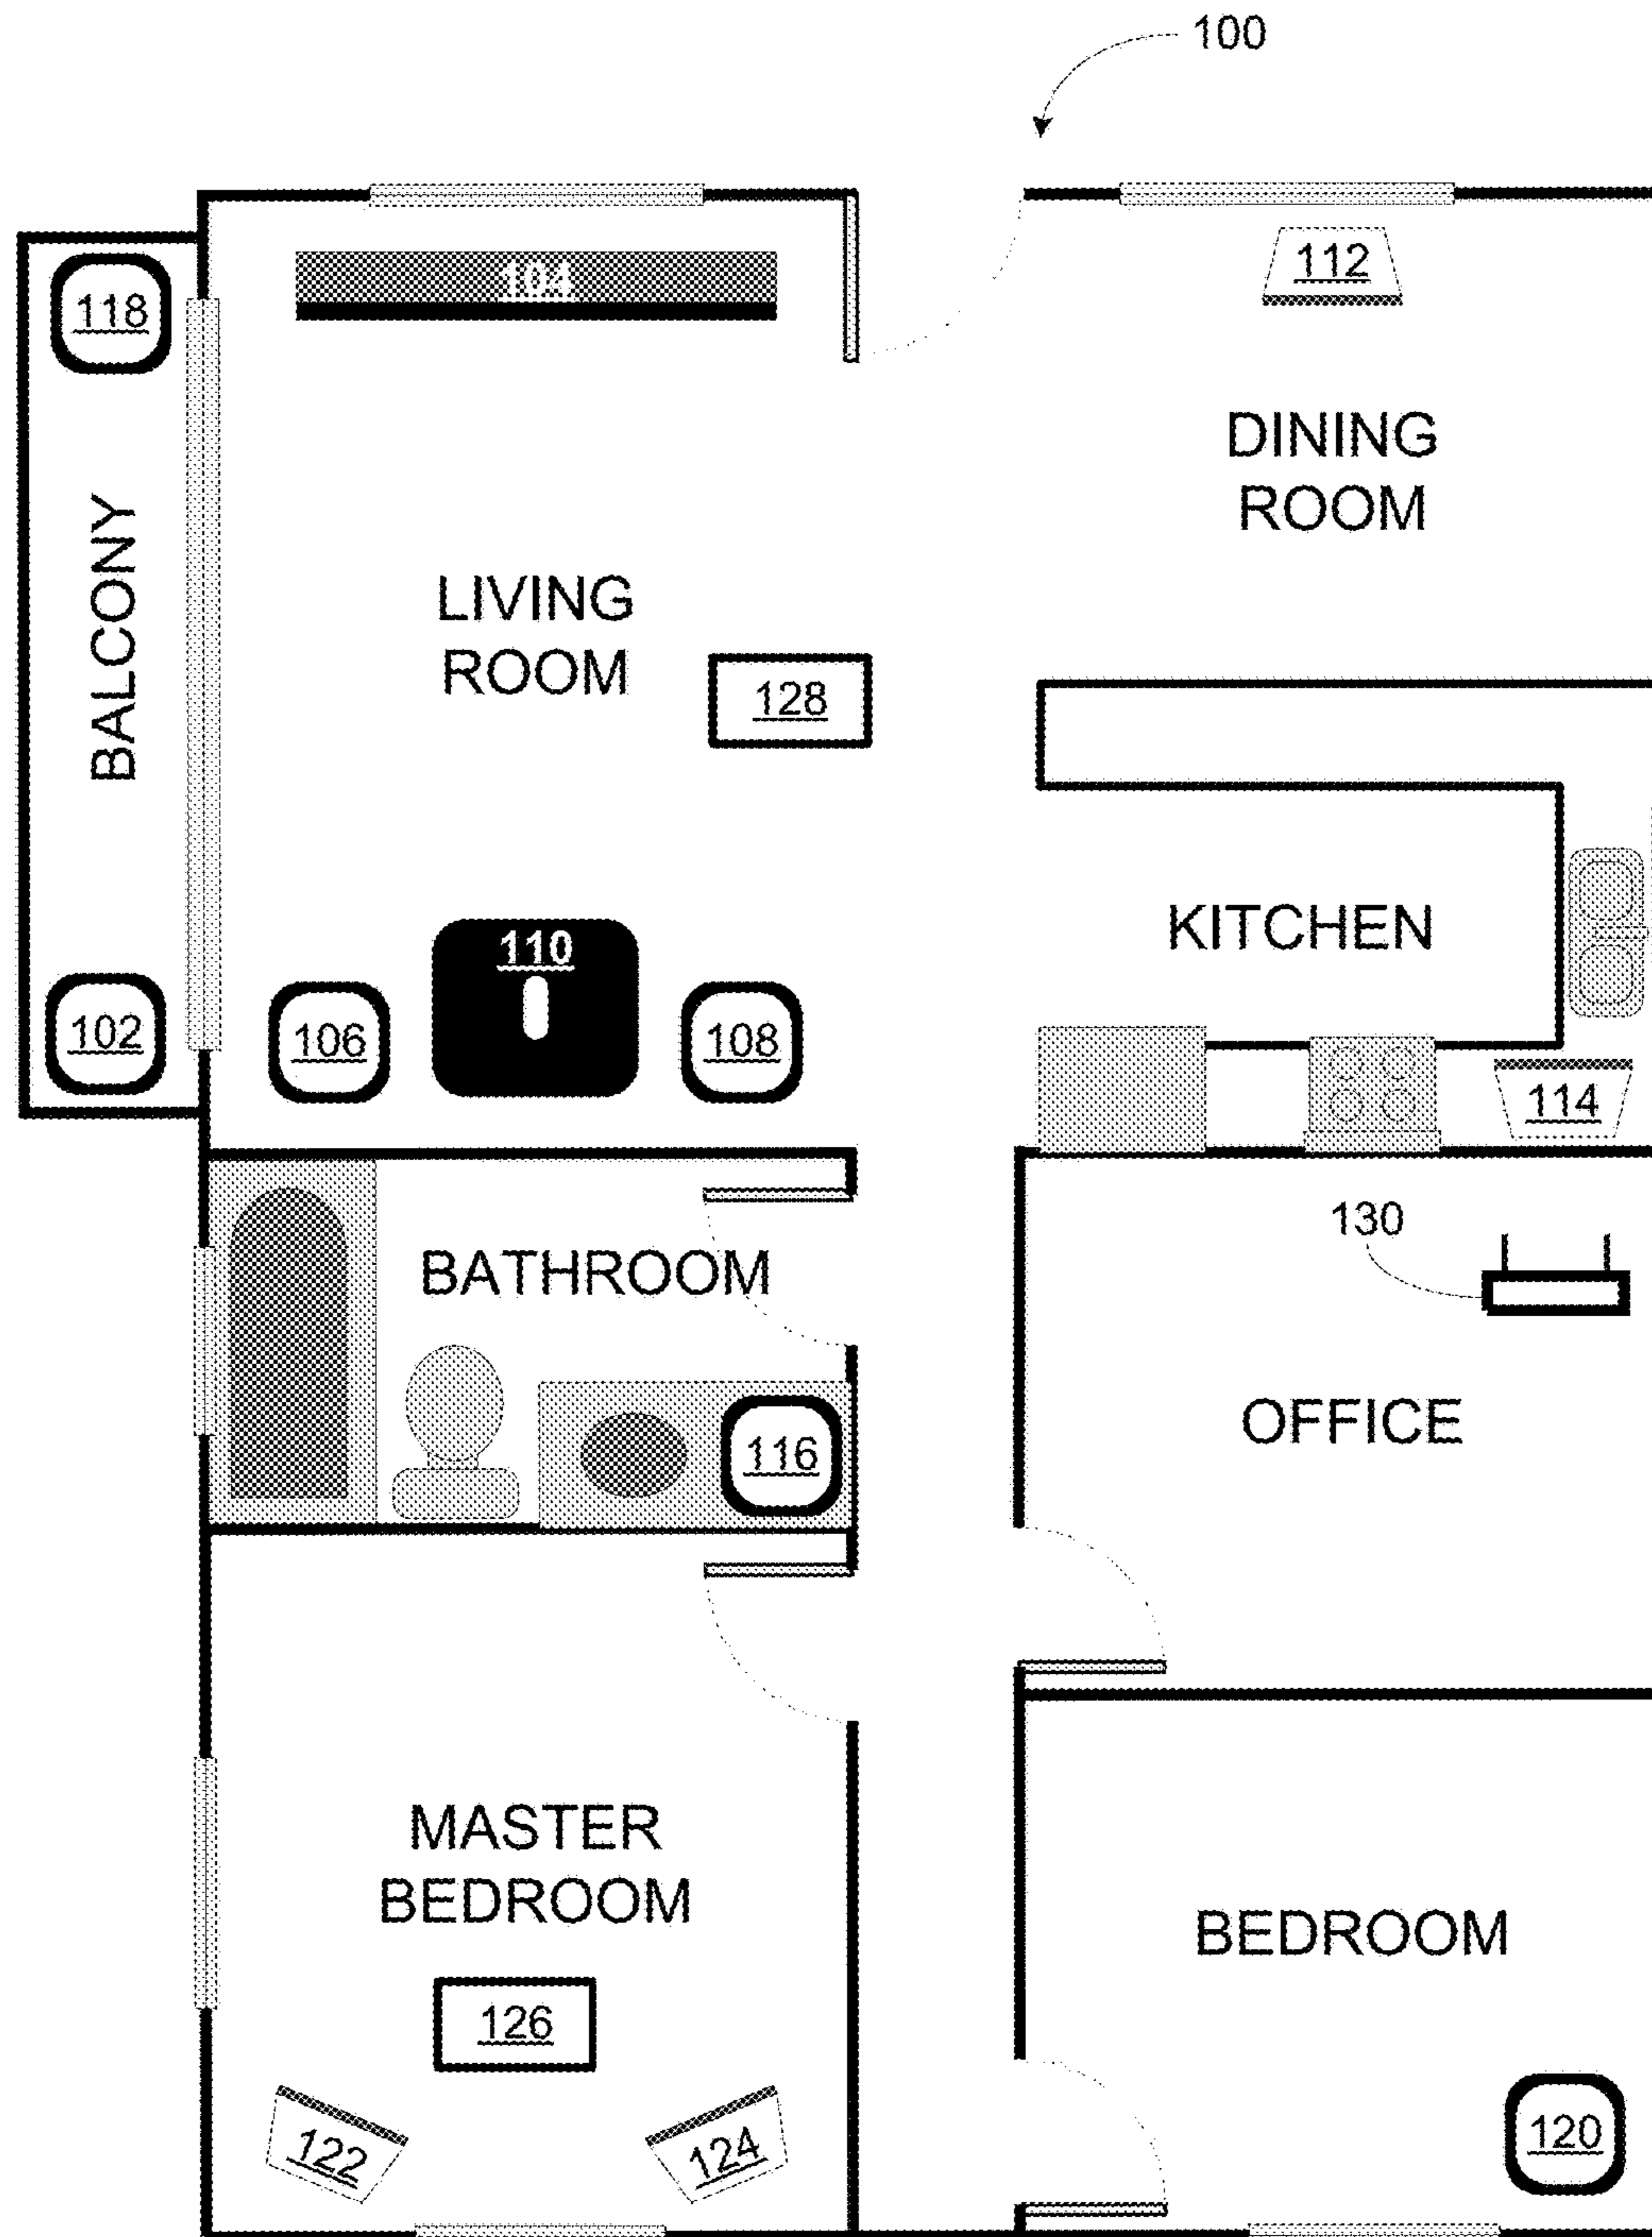 100
104
112
118
DINING
ROOM
BALCONY
LIVING
ROOM
128
KITCHEN
110
102
106
108
114
130
BATHROOM
OFFICE
116
MASTER
BEDROOM
BEDROOM
126
122
124
120